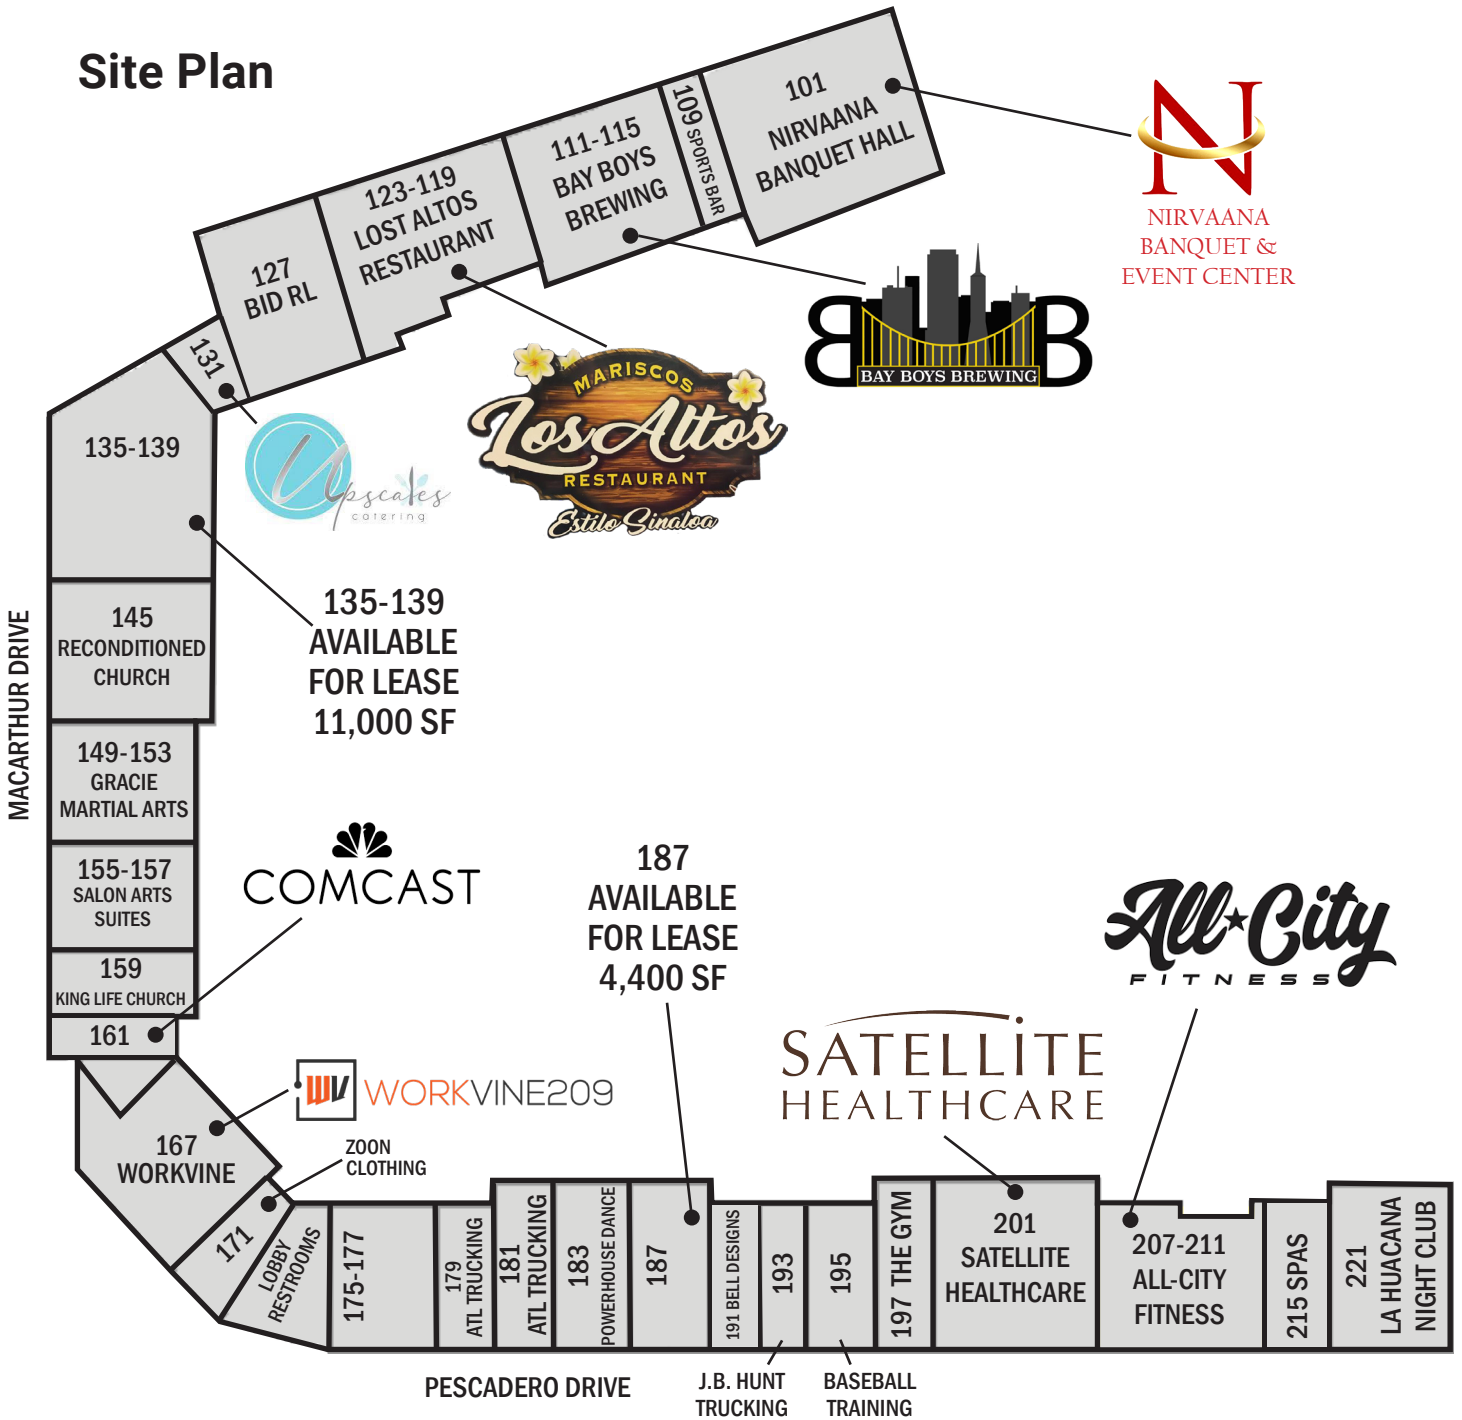 Site Plan
101
NIRVAANA
BANQUET HALL
109 SPORTS BAR
111-115
BAY BOYS
BREWING
123-119
LOST ALTOS
RESTAURANT
127
BID RL
131
135-139
N
NIRVAANA
BANQUET &
EVENT CENTER
BB
BAY BOYS BREWING
MARISCOS
Los Altos
RESTAURANT
Estilo Sinaloa
Upscales
catering
135-139
AVAILABLE
FOR LEASE
11,000 SF
MACARTHUR DRIVE
145
RECONDITIONED
CHURCH
149-153
GRACIE
MARTIAL ARTS
155-157
SALON ARTS
SUITES
159
KING LIFE CHURCH
161
COMCAST
187
AVAILABLE
FOR LEASE
4,400 SF
All City
FITNESS
SATELLITE
HEALTHCARE
WV WORKVINE209
167
WORKVINE
ZOON
CLOTHING
171
LOBBY
RESTROOMS
175-177
179
ATL TRUCKING
181
ATL TRUCKING
183
POWERHOUSE DANCE
187
191 BELL DESIGNS
193
195
197 THE GYM
201
SATELLITE
HEALTHCARE
207-211
ALL-CITY
FITNESS
215 SPAS
221
LA HUACANA
NIGHT CLUB
PESCADERO DRIVE
J.B. HUNT
TRUCKING
BASEBALL
TRAINING